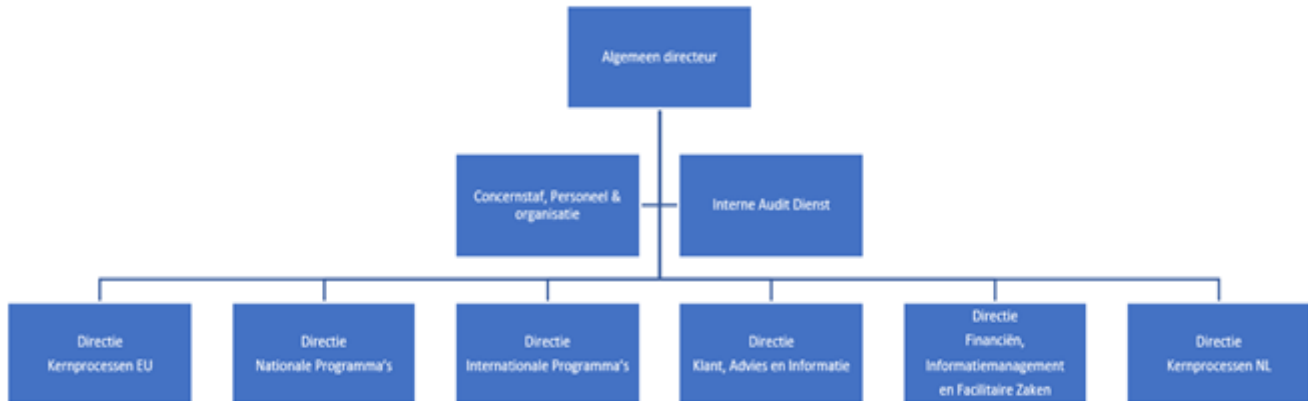 Algemeen directeur
Concernstaf, Personeel &
organisatie
Interne Audit Dienst
Directie
Kernprocessen EU
Directie
Nationale Programma's
Directie
Internationale Programma's
Directie
Klant, Advies en Informatie
Directie
Financiën,
Informatiemanagement
en Facilitaire Zaken
Directie
Kernprocessen NL